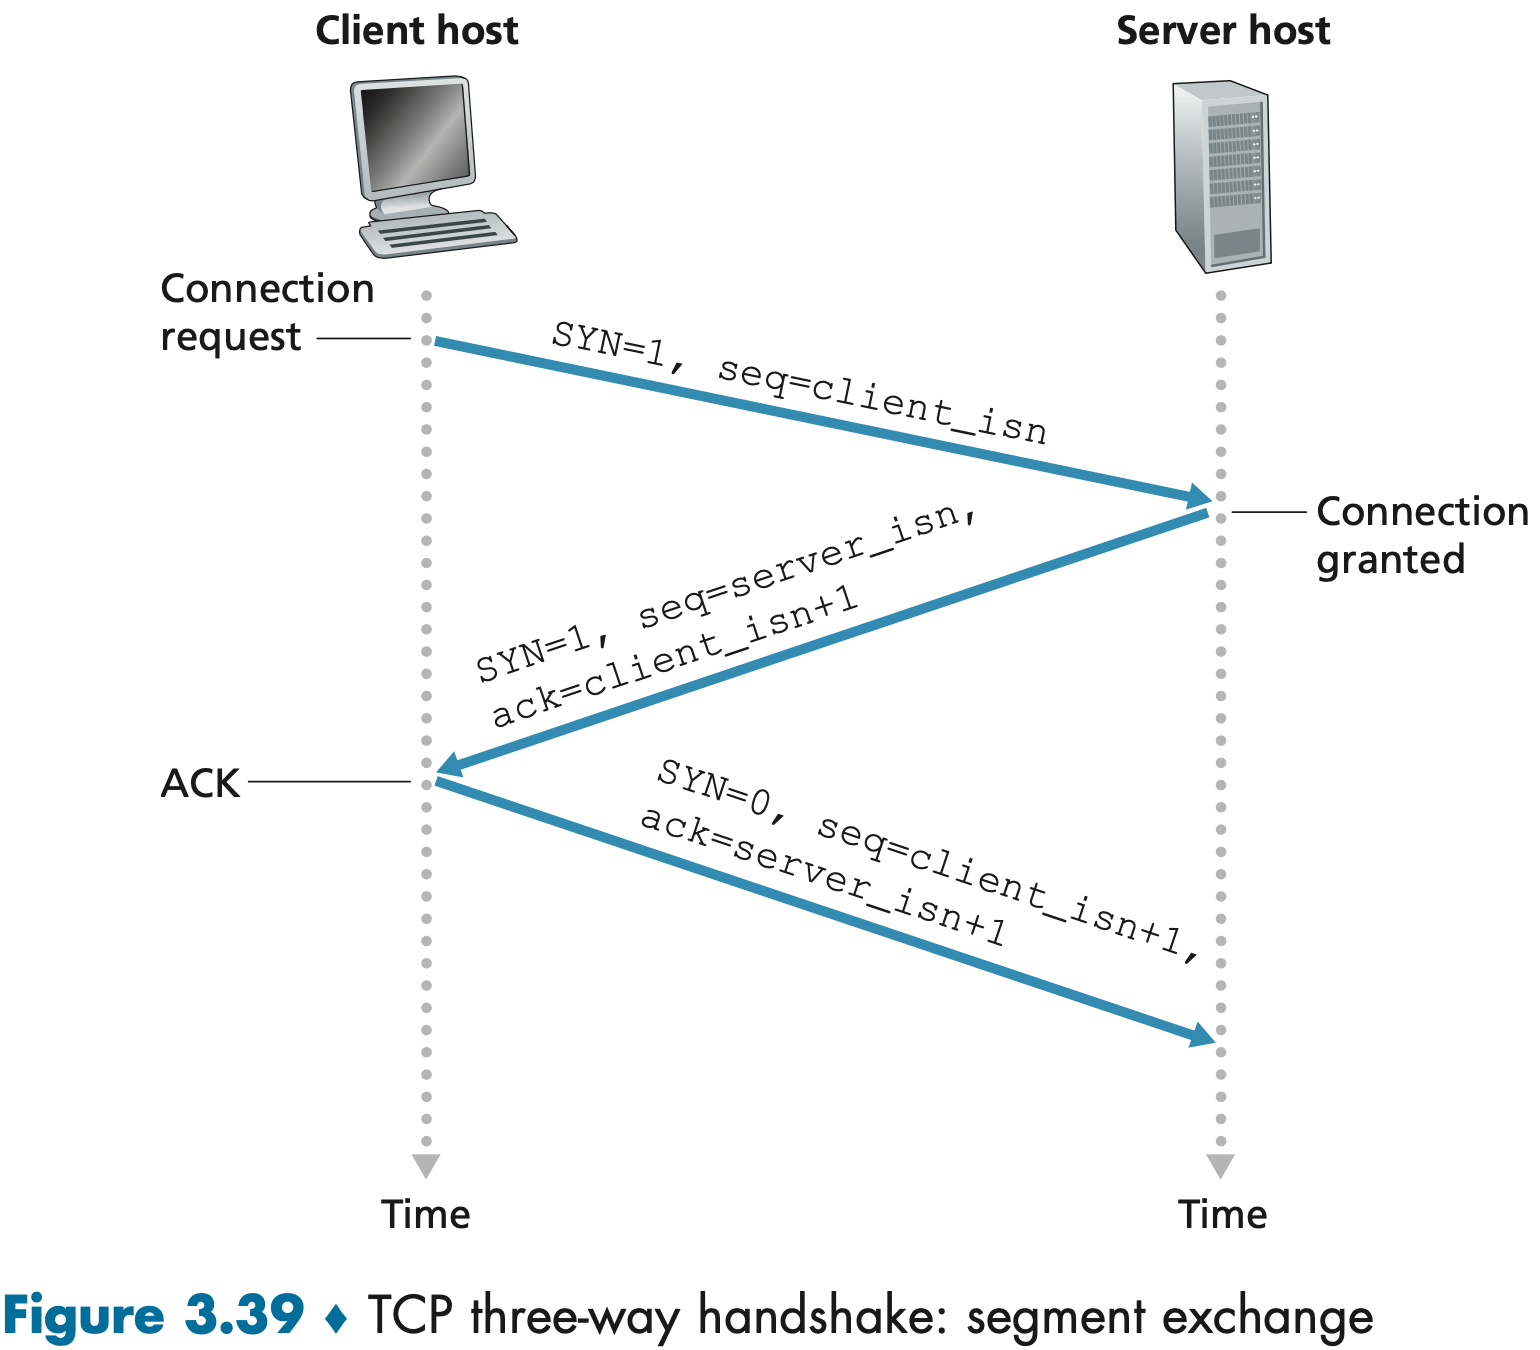 Client host
Server host
Connection
request
SYN=1, seq=client_isn
Connection
granted
SYN=1, seq=server_isn,
ack=client_isn+1
ACK
SYN=0, seq=client_isn+1,
ack=server_isn+1
Time
Time
Figure 3.39 ♦ TCP three-way handshake: segment exchange